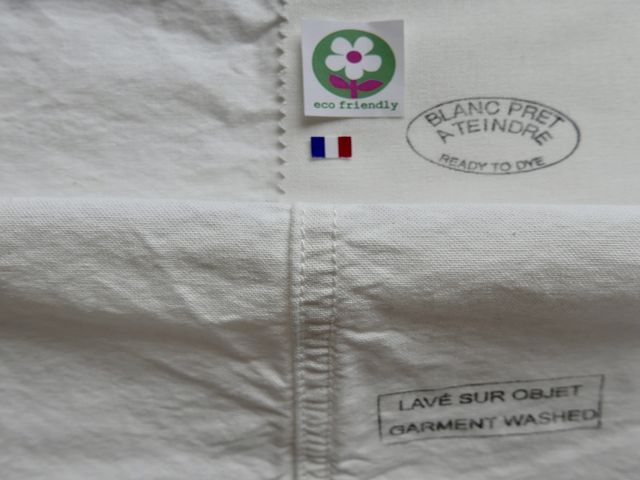 eco friendly
BLANC PRET
A TEINDRE
READY TO DYE
LAVÉ SUR OBJET
GARMENT WASHED